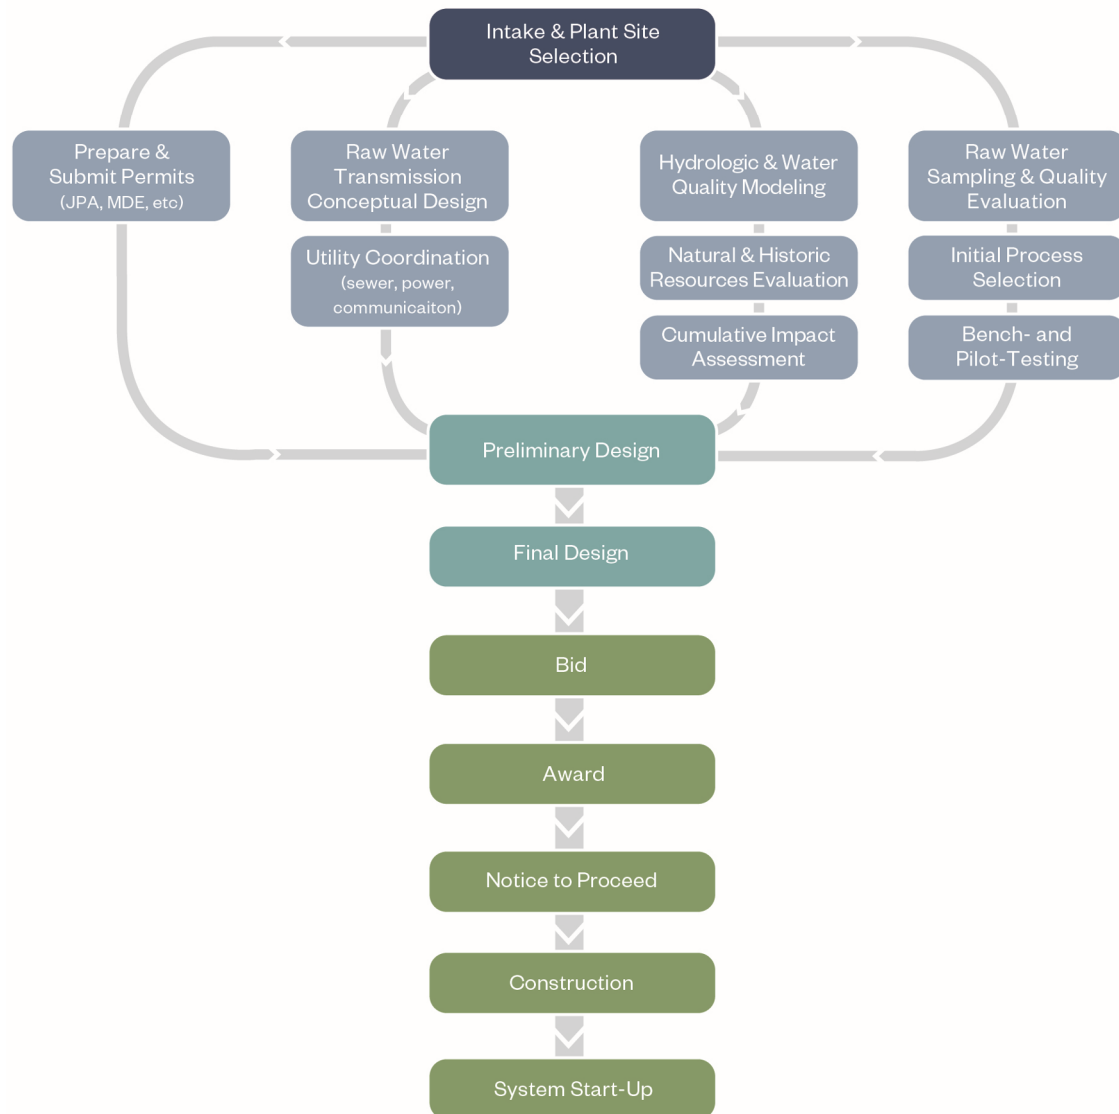 Intake & Plant Site
Selection
Prepare &
Submit Permits
(JPA, MDE, etc)
Raw Water
Transmission
Conceptual Design
Utility Coordination
(sewer, power,
communicaiton)
Hydrologic & Water
Quality Modeling
Natural & Historic
Resources Evaluation
Cumulative Impact
Assessment
Raw Water
Sampling & Quality
Evaluation
Initial Process
Selection
Bench- and
Pilot-Testing
Preliminary Design
Final Design
Bid
Award
Notice to Proceed
Construction
System Start-Up